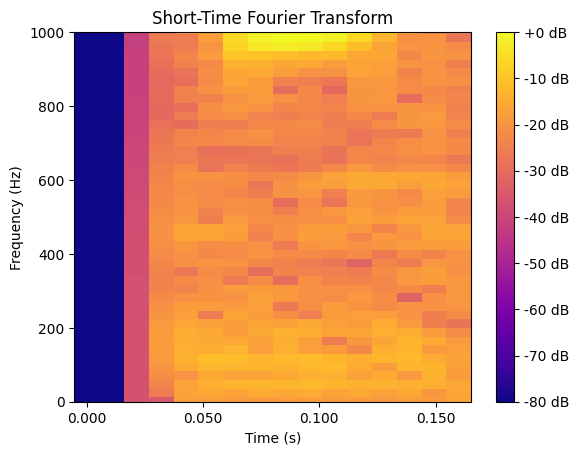 Short-Time Fourier Transform
Frequency (Hz)
1000
800
600
400
200
0
0.000
0.050
0.100
0.150
Time (s)
+0 dB
-10 dB
-20 dB
-30 dB
-40 dB
-50 dB
-60 dB
-70 dB
-80 dB